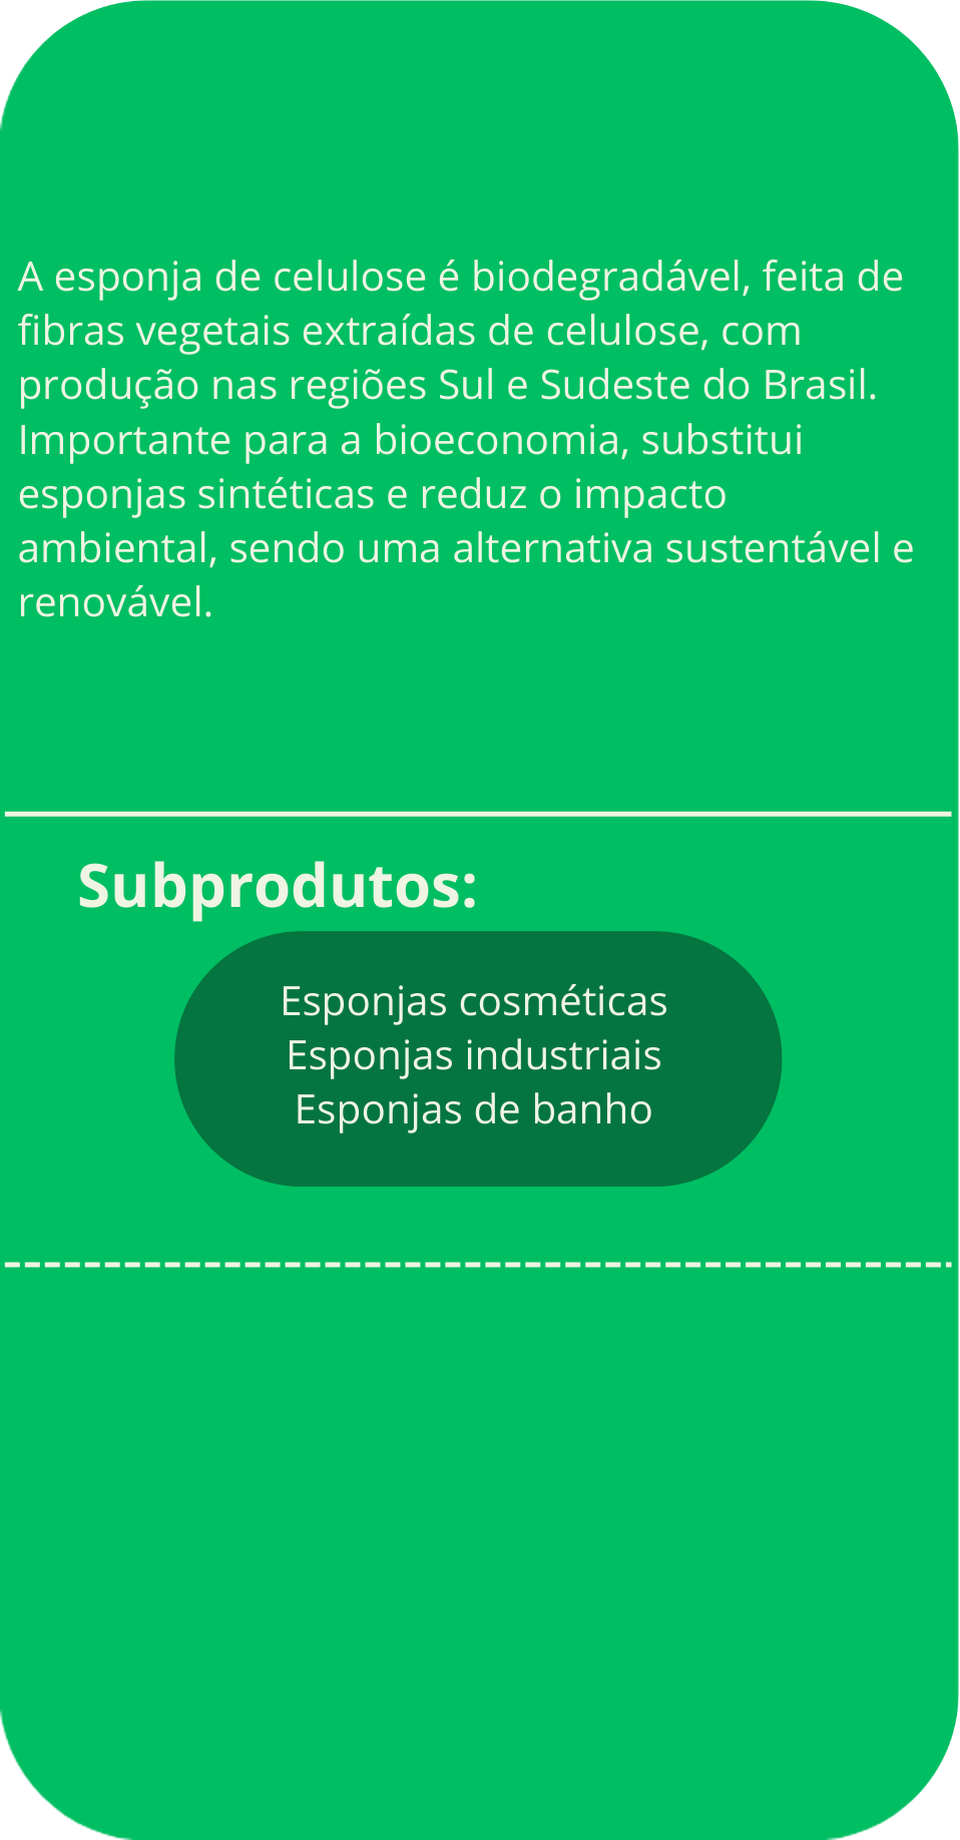 A esponja de celulose é biodegradável, feita de
fibras vegetais extraídas de celulose, com
produção nas regiões Sul e Sudeste do Brasil.
Importante para a bioeconomia, substitui
esponjas sintéticas e reduz o impacto
ambiental, sendo uma alternativa sustentável e
renovável.
Subprodutos:
Esponjas cosméticas
Esponjas industriais
Esponjas de banho